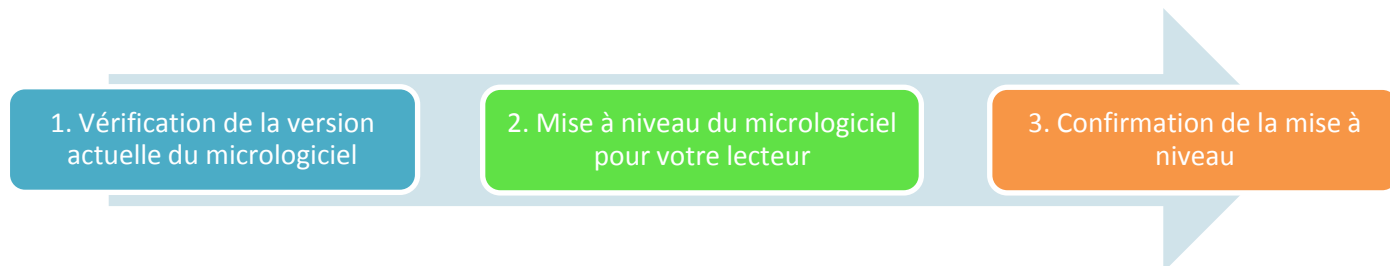 1. Vérification de la version
actuelle du micrologiciel
2. Mise à niveau du micrologiciel
pour votre lecteur
3. Confirmation de la mise à
niveau